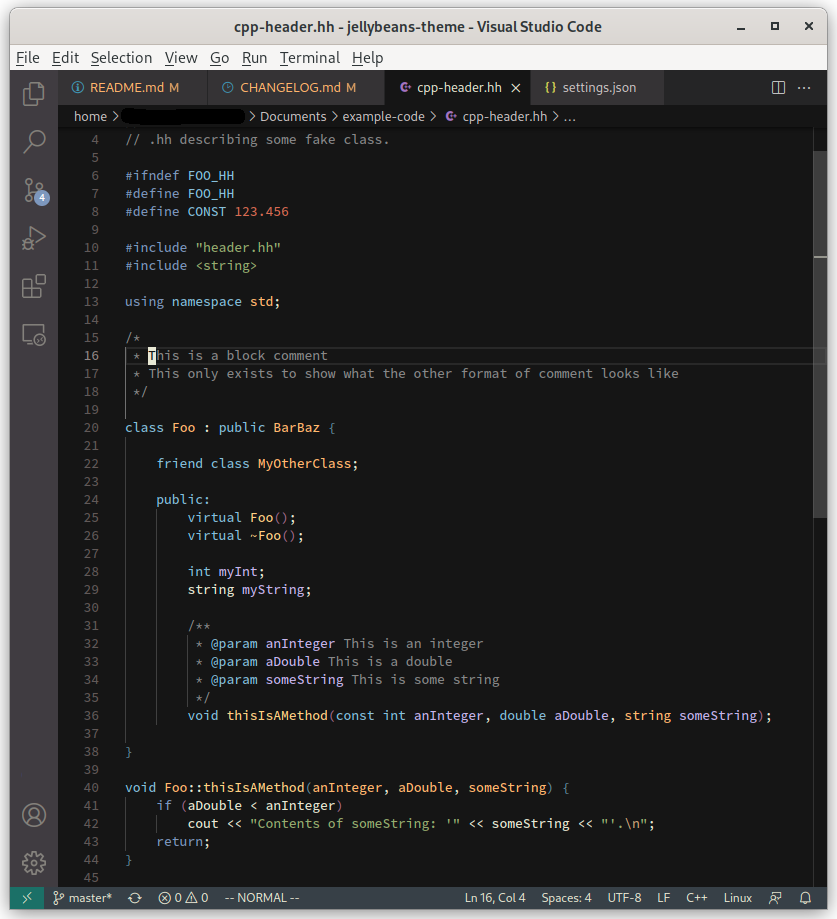 cpp-header.hh - jellybeans-theme - Visual Studio Code
File Edit Selection View Go Run Terminal Help
README.md M CHANGELOG.md M cpp-header.hh settings.json
home > > Documents > example-code > cpp-header.hh > ...
4 // .hh describing some fake class.
5
6 #ifndef FOO_HH
7 #define FOO_HH
8 #define CONST 123.456
9
10 #include "header.hh"
11 #include <string>
12
13 using namespace std;
14
15 /*
16 * This is a block comment
17 * This only exists to show what the other format of comment looks like
18 */
19
20 class Foo : public BarBaz {
21
22 friend class MyOtherClass;
23
24 public:
25 virtual Foo();
26 virtual ~Foo();
27
28 int myInt;
29 string myString;
30
31 /**
32 * @param anInteger This is an integer
33 * @param aDouble This is a double
34 * @param someString This is some string
35 */
36 void thisIsAMethod(const int anInteger, double aDouble, string someString);
37
38 }
39
40 void Foo::thisIsAMethod(anInteger, aDouble, someString) {
41 if (aDouble < anInteger)
42 cout << "Contents of someString: '" << someString << "'.\n";
43 return;
44 }
45
4
master* 0 0 -- NORMAL -- Ln 16, Col 4 Spaces: 4 UTF-8 LF C++ Linux